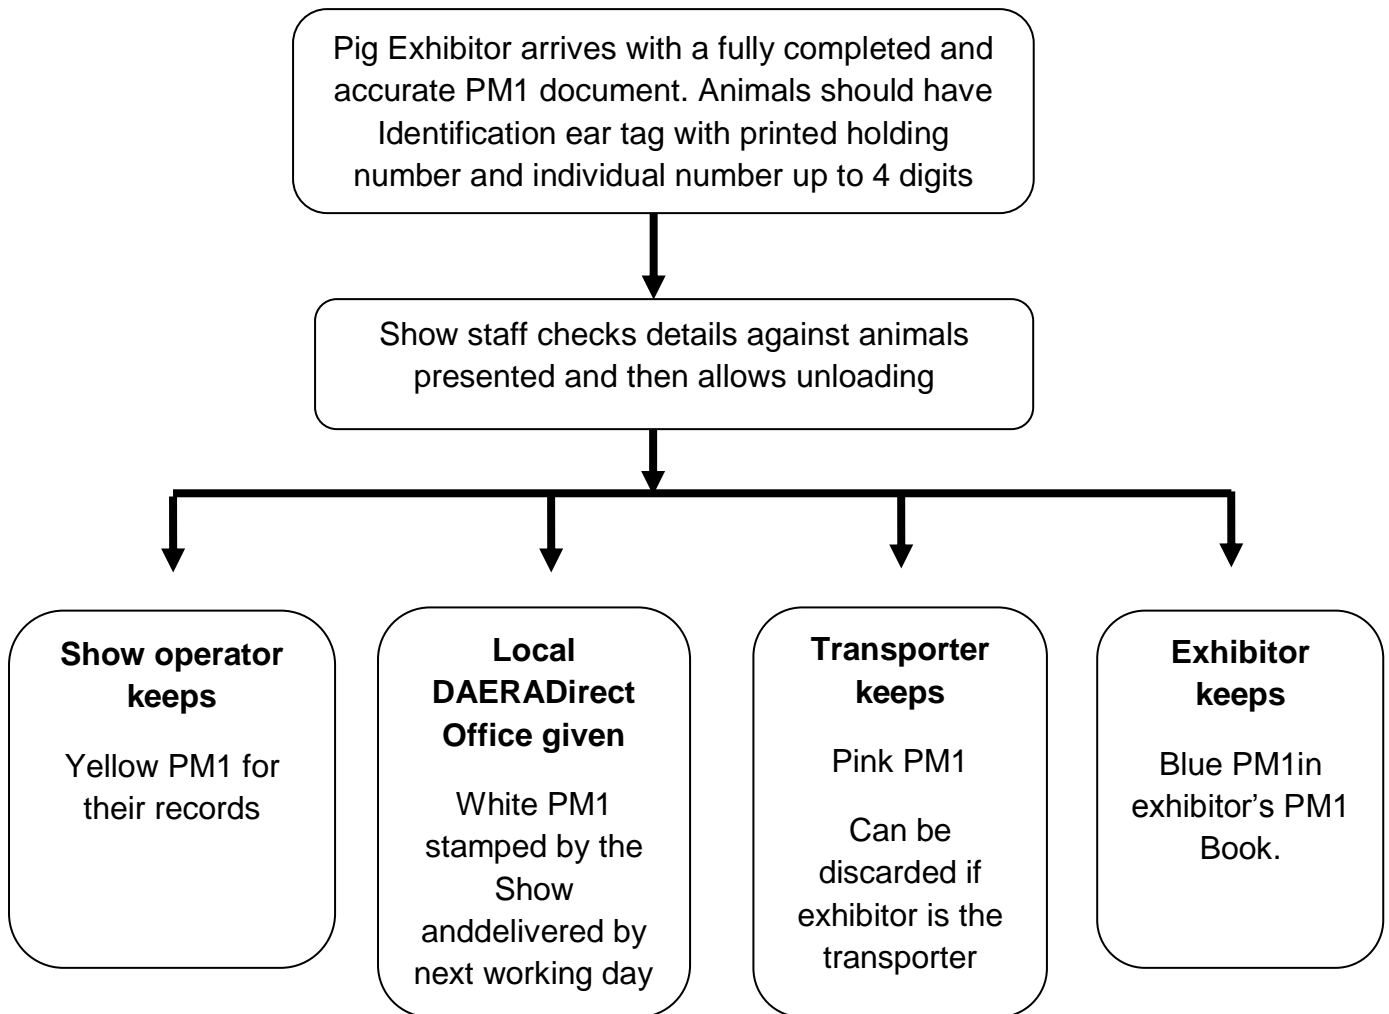 Pig Exhibitor arrives with a fully completed and
accurate PM1 document. Animals should have
Identification ear tag with printed holding
number and individual number up to 4 digits
Show staff checks details against animals
presented and then allows unloading
Show operator
keeps
Yellow PM1 for
their records
Local
DAERADirect
Office given
White PM1
stamped by the
Show
anddelivered by
next working day
Transporter
keeps
Pink PM1
Can be
discarded if
exhibitor is the
transporter
Exhibitor
keeps
Blue PM1in
exhibitor’s PM1
Book.